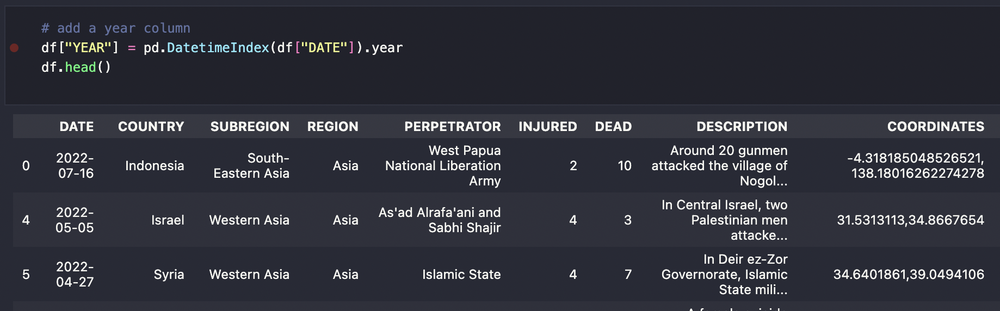 # add a year column
df["YEAR"] = pd.DatetimeIndex(df["DATE"]).year
df.head()
DATE COUNTRY SUBREGION REGION PERPETRATOR INJURED DEAD DESCRIPTION COORDINATES
0
2022-
07-16
Indonesia
South-
Eastern Asia
Asia
West Papua
National Liberation
Army
2
10
Around 20 gunmen
attacked the village of
Nogol...
-4.318185048526521,
138.18016262274278
4
2022-
05-05
Israel
Western Asia
Asia
As'ad Alrafa'ani and
Sabhi Shajir
4
3
In Central Israel, two
Palestinian men
attacke...
31.5313113,34.8667654
5
2022-
04-27
Syria
Western Asia
Asia
Islamic State
4
7
In Deir ez-Zor
Governorate, Islamic
State mili...
34.6401861,39.0494106